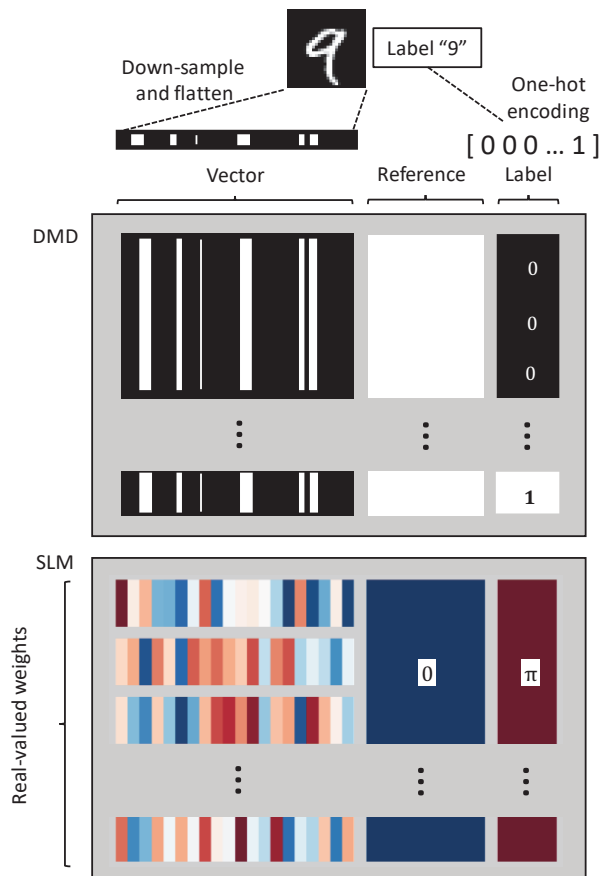 Label “9”
Down-sample
and flatten
One-hot
encoding
[ 0 0 0 ... 1 ]
Vector
Reference
Label
DMD
0
0
0
1
SLM
Real-valued weights
0
π